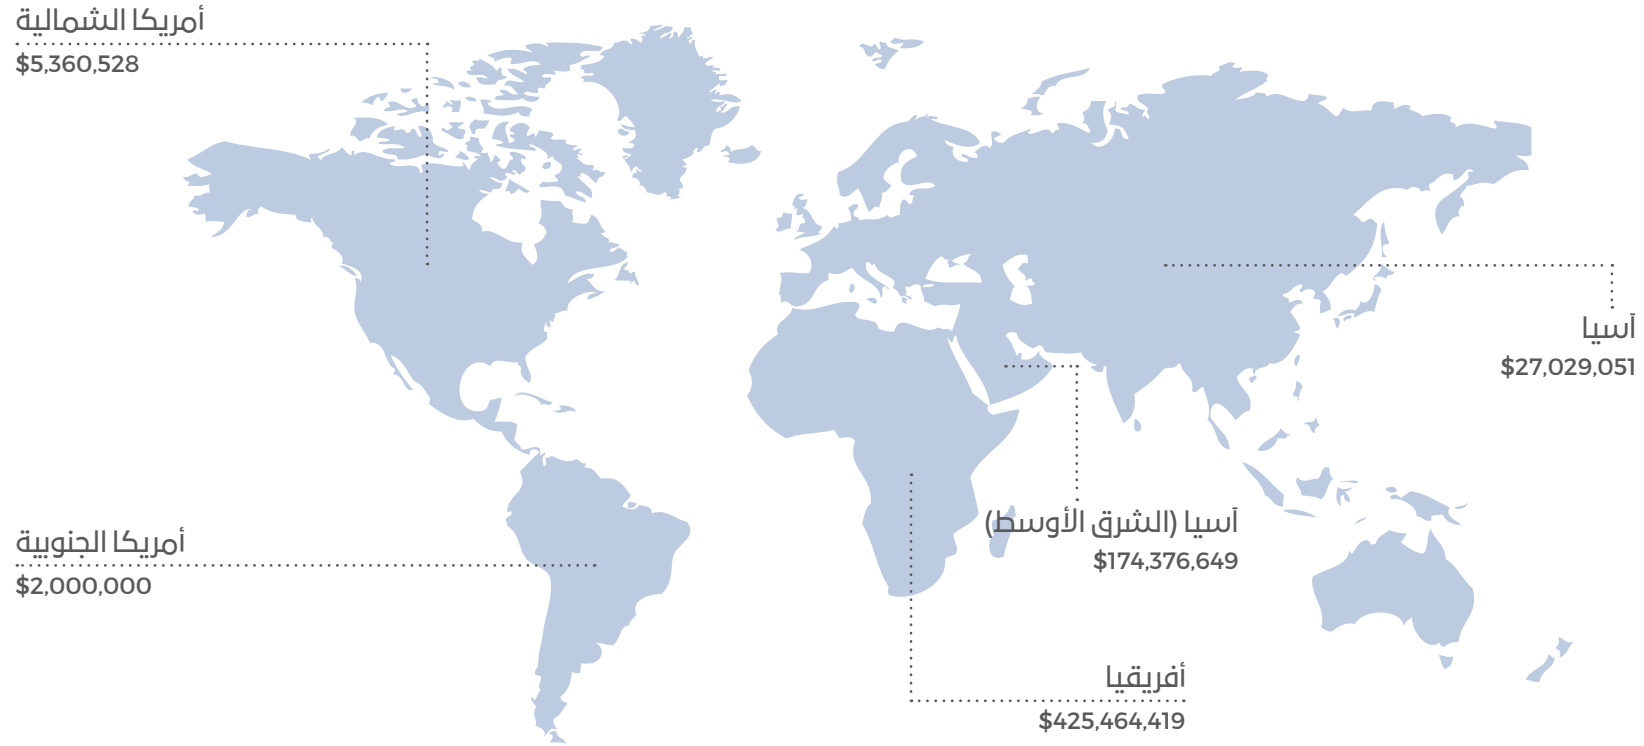 أمريكا الشمالية
$5,360,528
آسيا
$27,029,051
آسيا (الشرق الأوسط)
$174,376,649
أمريكا الجنوبية
$2,000,000
أفريقيا
$425,464,419